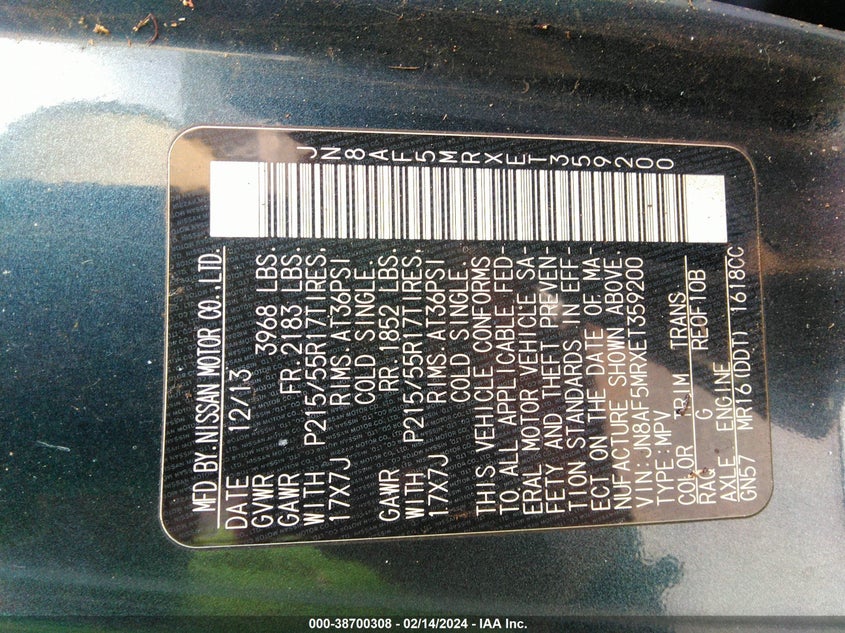 JN8AF5MRXET359200
MFD BY.NISSAN MOTOR CO.,LTD.
DATE 12/13
GVWR 3968 LBS.
GAWR FR.2183 LBS.
WITH P215/55R17TIRES,
17X7J RIMS,AT36PSI
COLD SINGLE.
GAWR RR.1852 LBS.
WITH P215/55R17TIRES,
17X7J RIMS,AT36PSI
COLD SINGLE.
THIS VEHICLE CONFORMS
TO ALL APPLICABLE FED-
ERAL MOTOR VEHICLE SA-
FETY AND THEFT PREVEN-
TION STANDARDS IN EFF-
ECT ON THE DATE OF MA-
NUFACTURE SHOWN ABOVE.
VIN:JN8AF5MRXET359200
TYPE:MPV
COLOR TRIM TRANS
RAQ G RE0F10B
AXLE ENGINE
GN57 MR16(DDT) 1618CC
000-38700308 - 02/14/2024 - IAA Inc.